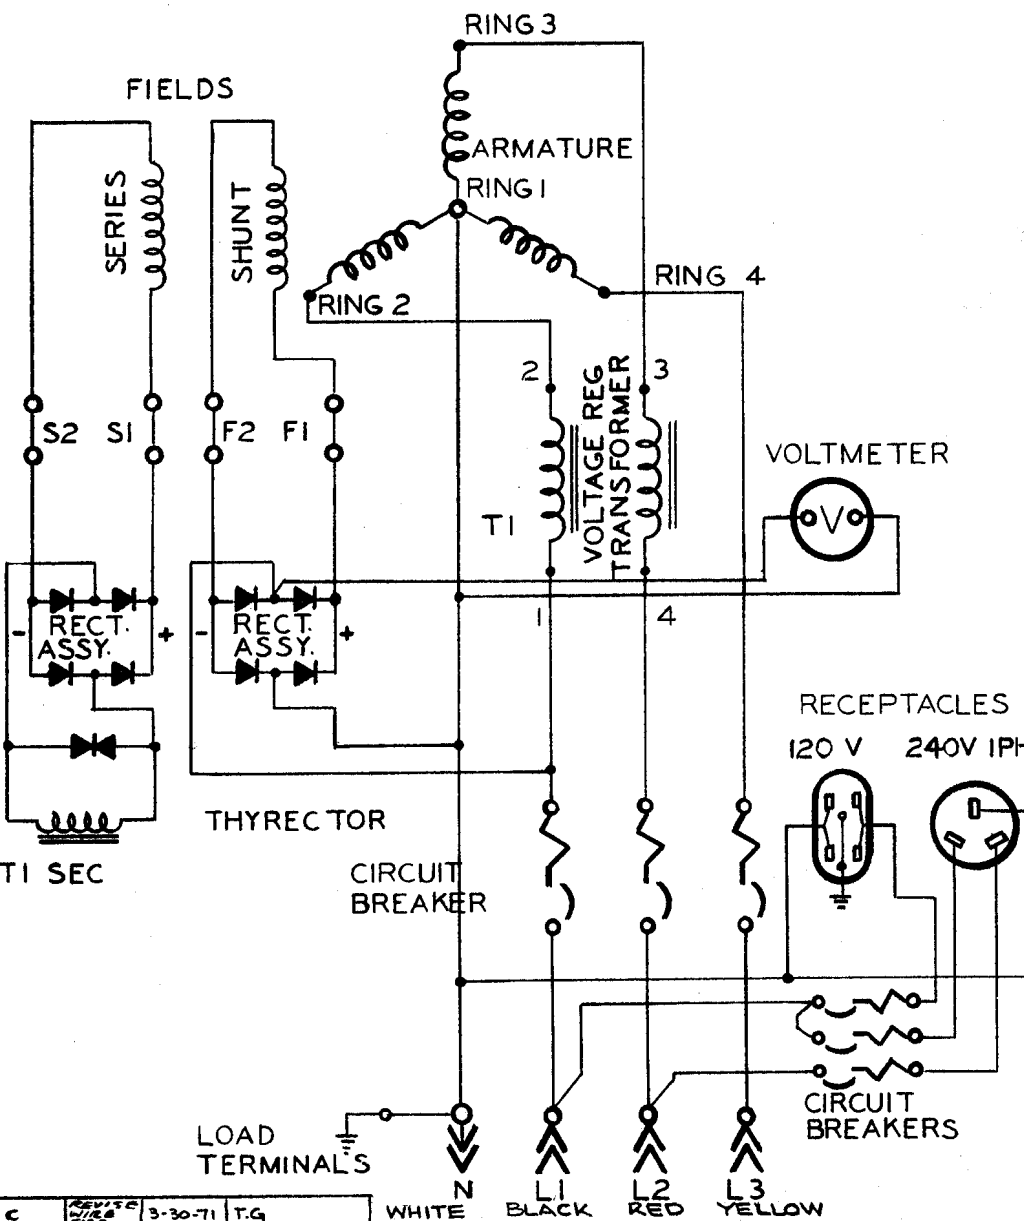 RING 3
FIELDS
ARMATURE
RING 1
SERIES
SHUNT
RING 4
RING 2
2
3
VOLTAGE REG
TRANSFORMER
S2
S1
F2
F1
VOLTMETER
T1
V
1
4
- RECT. +
ASSY.
- RECT. +
ASSY.
RECEPTACLES
120 V
240V 1PH
THYRECTOR
T1 SEC
CIRCUIT
BREAKER
CIRCUIT
BREAKERS
LOAD
TERMINALS
N
L1
L2
L3
WHITE
BLACK
RED
YELLOW
C
REVISE
WIRE
3-30-71
T.G